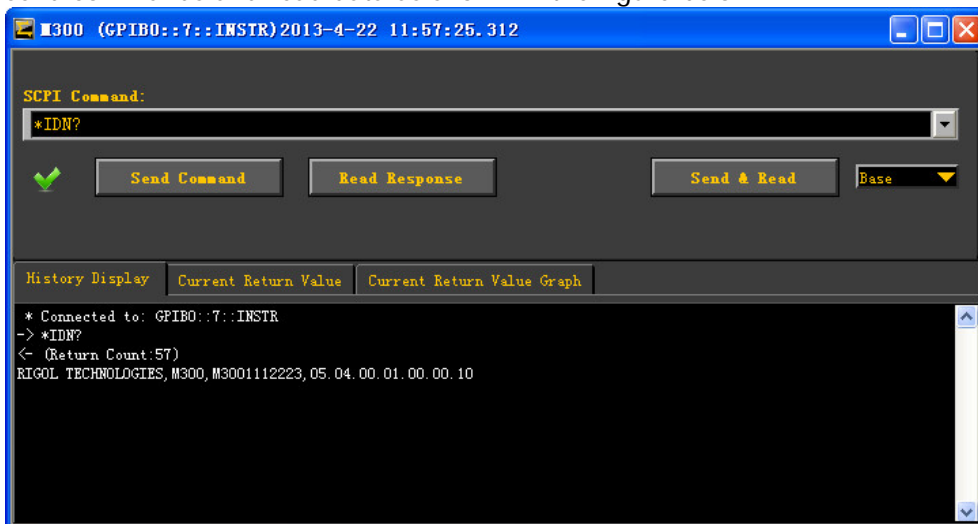 M300 (GPIB0::7::INSTR)2013-4-22 11:57:25.312
SCPI Command:
*IDN?
Send Command
Read Response
Send & Read
Base
History Display
Current Return Value
Current Return Value Graph
* Connected to: GPIB0::7::INSTR
-> *IDN?
<- (Return Count:57)
RIGOL TECHNOLOGIES,M300,M3001112223,05.04.00.01.00.00.10